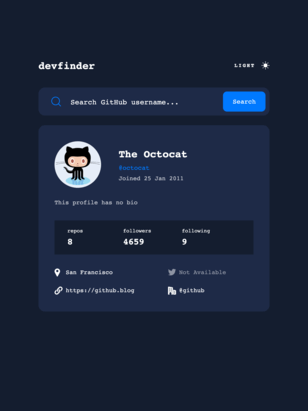 devfinder
LIGHT
Search GitHub username...
Search
The Octocat
@octocat
Joined 25 Jan 2011
This profile has no bio
repos followers following
8 4659 9
San Francisco
Not Available
https://github.blog
@github